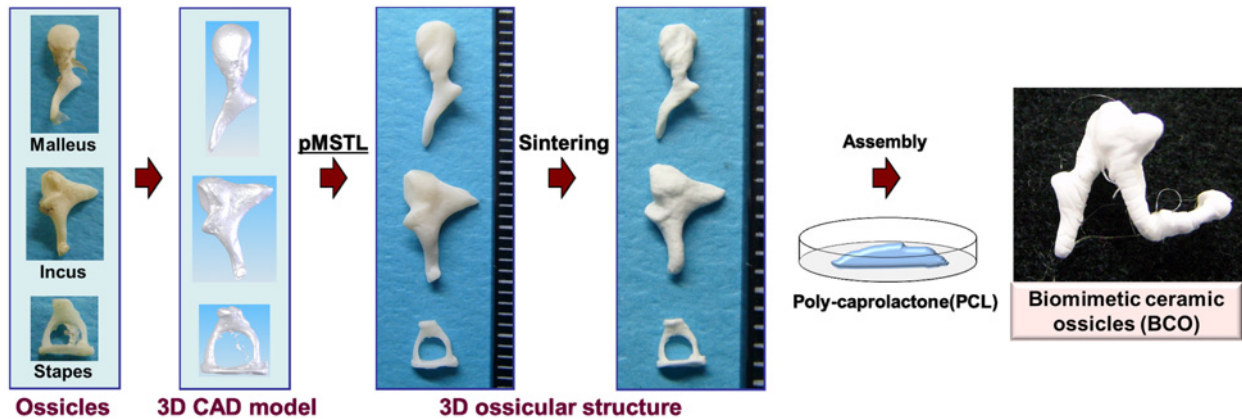 Malleus
Incus
Stapes
Ossicles
3D CAD model
pMSTL
Sintering
3D ossicular structure
Assembly
Poly-caprolactone(PCL)
Biomimetic ceramic
ossicles (BCO)